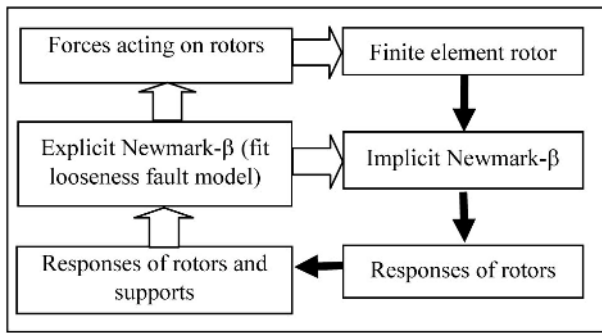 Forces acting on rotors
Finite element rotor
Explicit Newmark-β (fit
looseness fault model)
Implicit Newmark-β
Responses of rotors and
supports
Responses of rotors